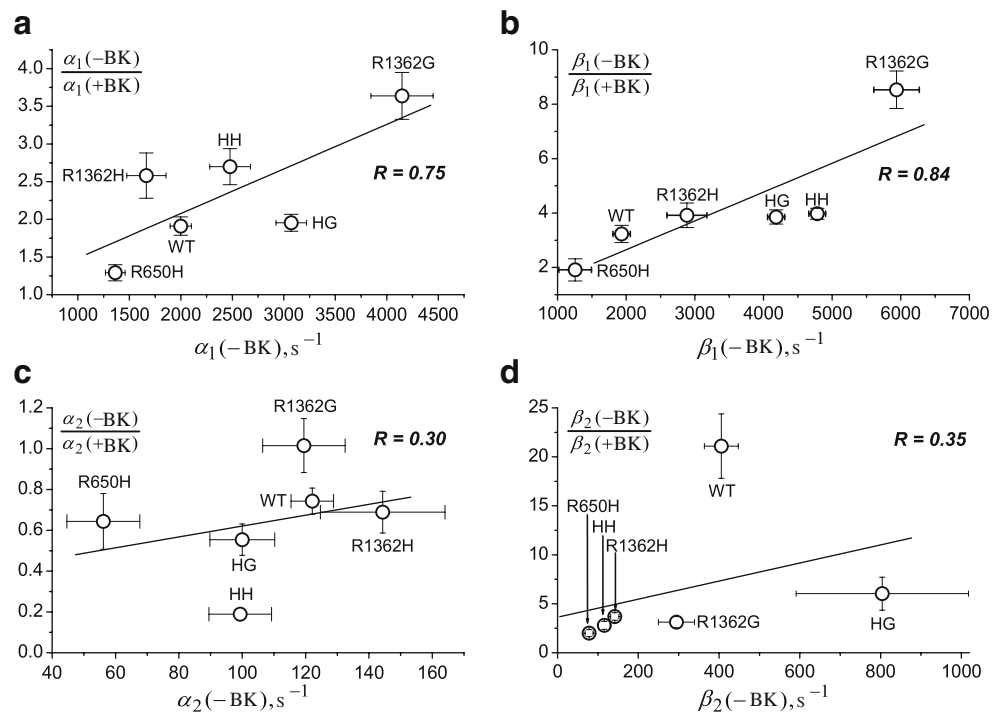 a
α₁(−BK)
α₁(+BK)
4.0
3.5
3.0
2.5
2.0
1.5
1.0
R1362G
HH
R1362H
R = 0.75
WT
HG
R650H
1000 1500 2000 2500 3000 3500 4000 4500
α₁(−BK), s⁻¹
b
β₁(−BK)
β₁(+BK)
10
8
6
4
2
R1362G
R = 0.84
R1362H
WT
HG
HH
R650H
1000 2000 3000 4000 5000 6000 7000
β₁(−BK), s⁻¹
c
α₂(−BK)
α₂(+BK)
1.2
1.0
0.8
0.6
0.4
0.2
0.0
R1362G
R = 0.30
R650H
WT
R1362H
HG
HH
40 60 80 100 120 140 160
α₂(−BK), s⁻¹
d
β₂(−BK)
β₂(+BK)
25
20
15
10
5
0
R = 0.35
WT
R650H
HH
R1362H
R1362G
HG
0 200 400 600 800 1000
β₂(−BK), s⁻¹